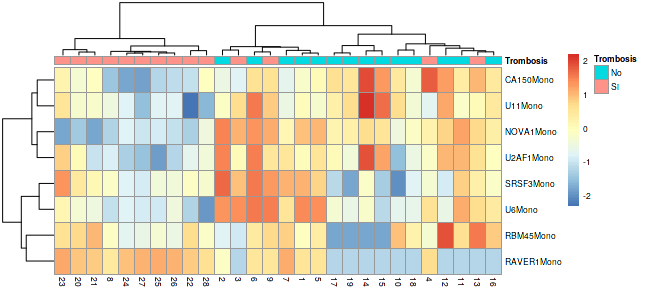 Trombosis
CA150Mono
U11Mono
NOVA1Mono
U2AF1Mono
SRSF3Mono
U6Mono
RBM45Mono
RAVER1Mono
23 20 21 8 24 27 25 26 22 28 2 3 6 9 7 1 5 17 19 14 15 10 18 4 12 11 13 16
2
1
0
-1
-2
Trombosis
No
SI